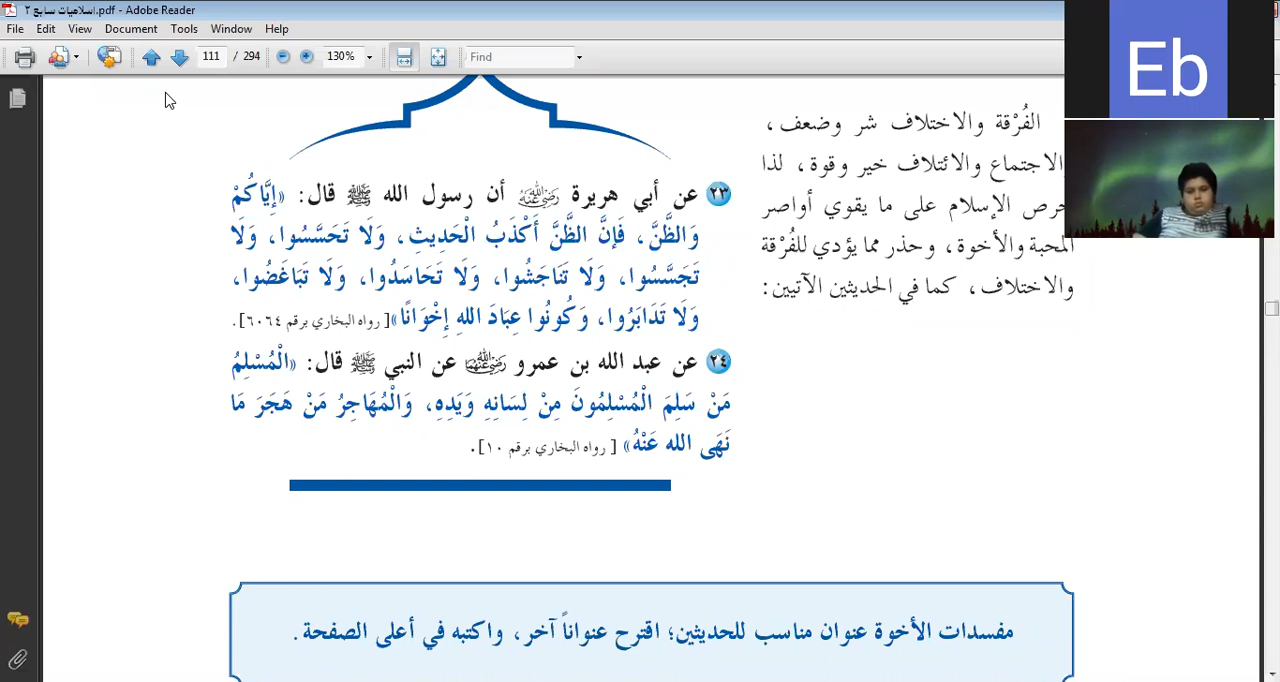 اسلاميات سابع ٢.pdf - Adobe Reader
File Edit View Document Tools Window Help
111 / 294 130% Find
Eb
الفُرْقة والاختلاف شر وضعف،
والاجتماع والائتلاف خير وقوة، لذا
حرص الإسلام على ما يقوي أواصر
المحبة والأخوة، وحذر مما يؤدي للفُرْقة
والاختلاف، كما في الحديثين الآتيين:
٢٣ عن أبي هريرة رضي الله عنه أن رسول الله ﷺ قال: «إِيَّاكُمْ
وَالظَّنَّ، فَإِنَّ الظَّنَّ أَكْذَبُ الْحَدِيثِ، وَلَا تَحَسَّسُوا، وَلَا
تَجَسَّسُوا، وَلَا تَنَاجَشُوا، وَلَا تَحَاسَدُوا، وَلَا تَبَاغَضُوا،
وَلَا تَدَابَرُوا، وَكُونُوا عِبَادَ اللهِ إِخْوَانًا» [رواه البخاري برقم ٦٠٦٤].
٢٤ عن عبد الله بن عمرو رضي الله عنهما عن النبي ﷺ قال: «الْمُسْلِمُ
مَنْ سَلِمَ الْمُسْلِمُونَ مِنْ لِسَانِهِ وَيَدِهِ، وَالْمُهَاجِرُ مَنْ هَجَرَ مَا
نَهَى الله عَنْهُ» [رواه البخاري برقم ١٠].
مفسدات الأخوة عنوان مناسب للحديثين؛ اقترح عنواناً آخر، واكتبه في أعلى الصفحة.